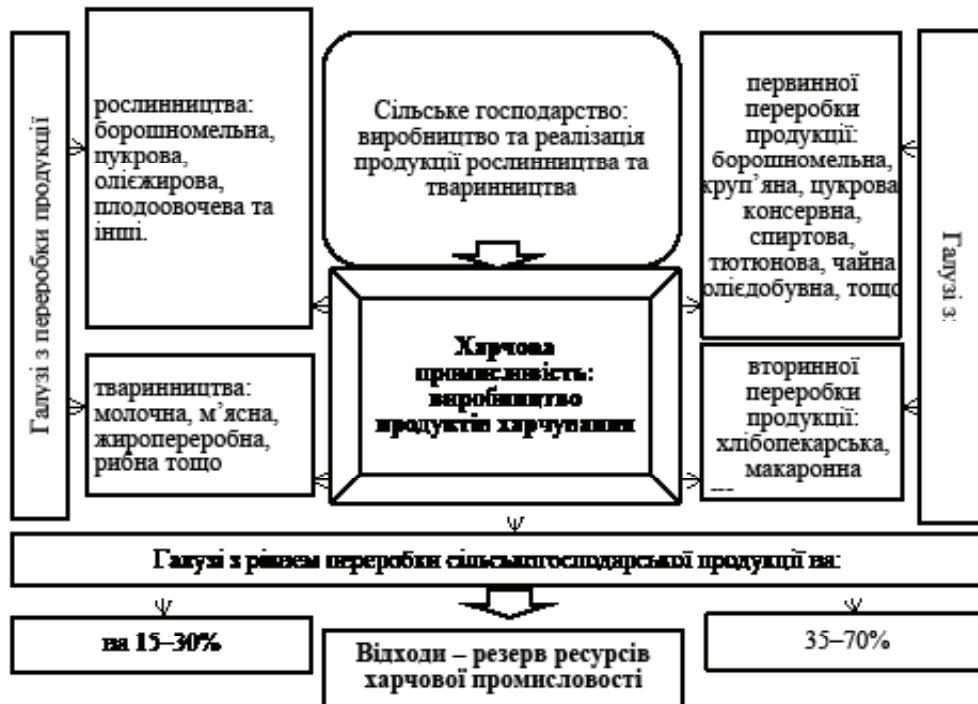 Галузі з переробки продукції
рослинництва:
борошномельна,
цукрова,
олієжирова,
плодоовочева та
інші.
тваринництва:
молочна, м’ясна,
жиропереробна,
рибна тощо
Сільське господарство:
виробництво та реалізація
продукції рослинництва та
тваринництва
Харчова
промисливість:
виробництво
продуктів харчування
первинної
переробки
продукції:
борошномельна,
круп’яна, цукрова
консервна,
спиртова,
тютюнова, чайна
олієдобувна, тощо
вторинної
переробки
продукції:
хлібопекарська,
макаронна
Галузі з:
Галузі з рівнем переробки сільськогосподарської продукції на:
на 15–30%
Відходи – резерв ресурсів
харчової промисловості
35–70%